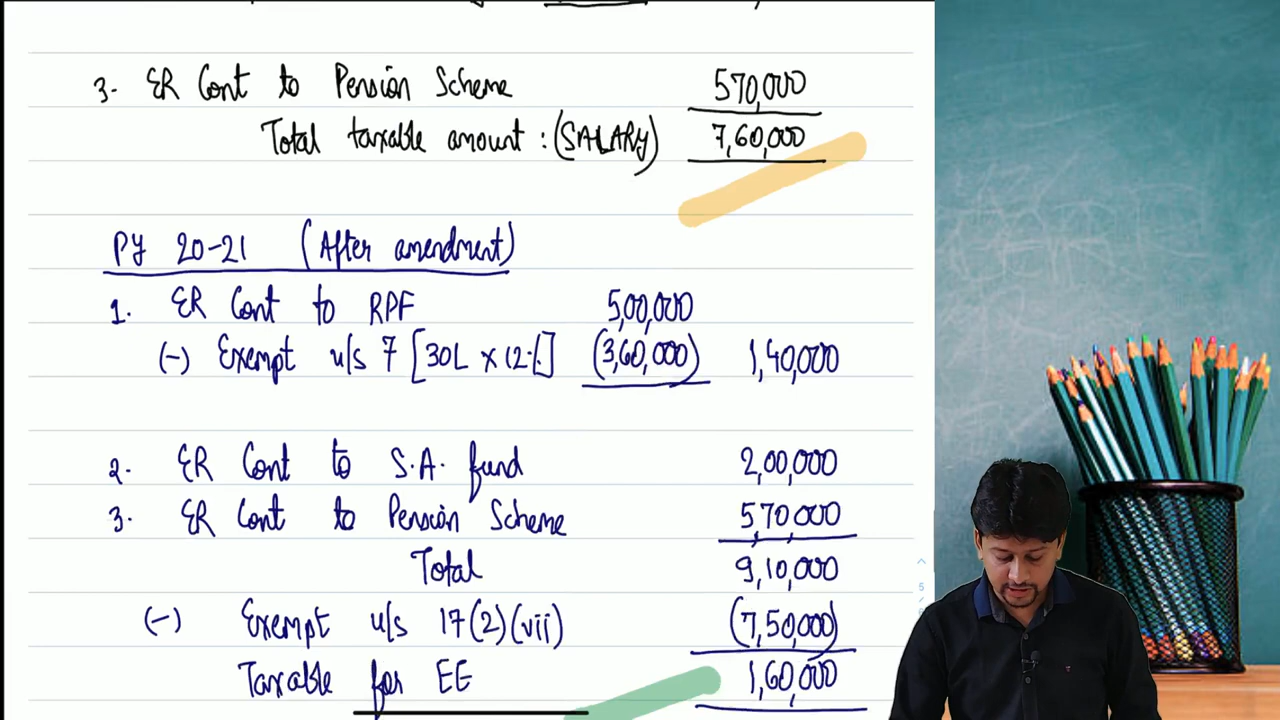 3. ER Cont to Pension Scheme 570,000
Total taxable amount : (SALARY) 7,60,000
PY 20-21 (After amendment)
1. ER Cont to RPF 5,00,000
(-) Exempt u/s 7 [30L x 12%] (3,60,000) 1,40,000
2. ER Cont to S.A. fund 2,00,000
3. ER Cont to Pension Scheme 570,000
Total 9,10,000
(-) Exempt u/s 17(2)(vii) (7,50,000)
Taxable for EE 1,60,000